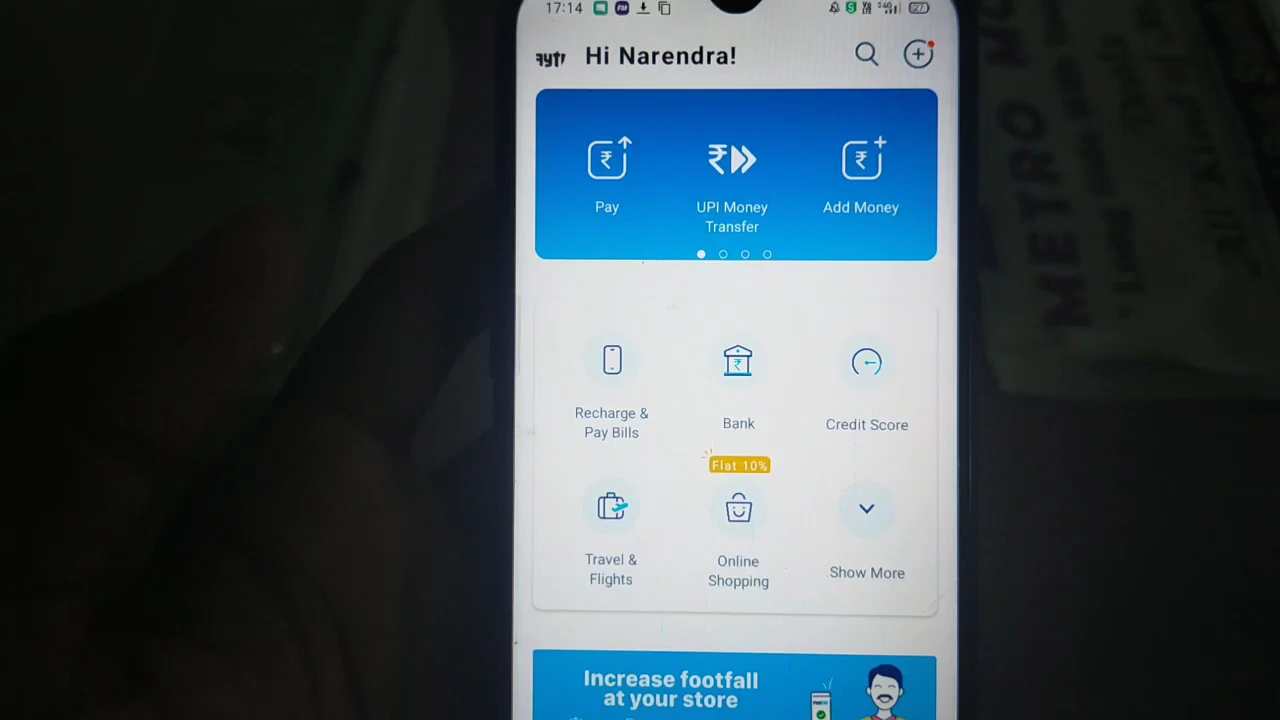 17:14
Hi Narendra!
Pay
UPI Money
Transfer
Add Money
Recharge &
Pay Bills
Bank
Credit Score
Flat 10%
Travel &
Flights
Online
Shopping
Show More
Increase footfall
at your store
METRO